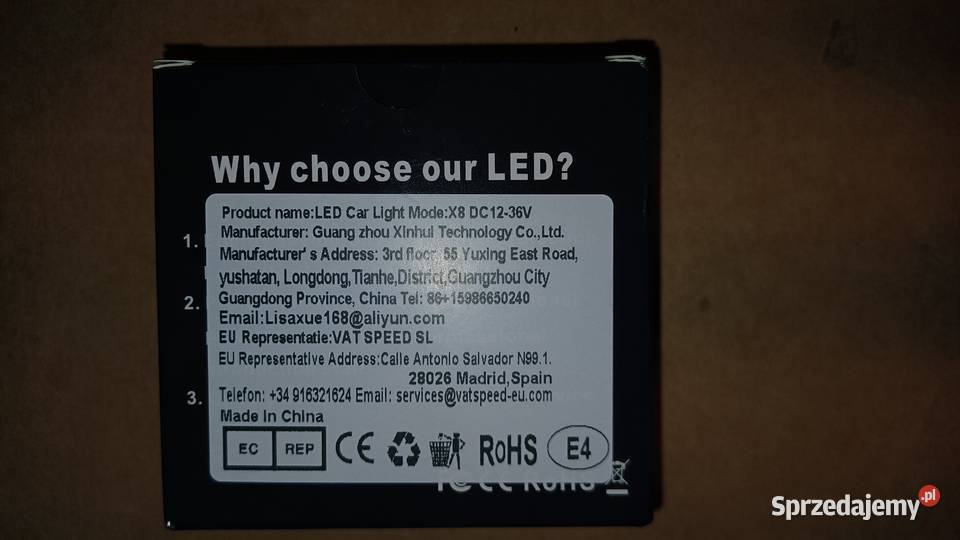 Why choose our LED?
Product name:LED Car Light Mode:X8 DC12-36V
1.
Manufacturer: Guang zhou Xinhui Technology Co.,Ltd.
Manufacturer's Address: 3rd floor, 55 Yuxing East Road,
yushatan, Longdong,Tianhe,District,Guangzhou City
2.
Guangdong Province, China Tel: 86+15986650240
Email:Lisaxue168@aliyun.com
EU Representatie:VAT SPEED SL
EU Representative Address:Calle Antonio Salvador N99.1.
28026 Madrid,Spain
3.
Telefon: +34 916321624 Email: services@vatspeed-eu.com
Made In China
EC REP CE RoHS E4
Sprzedajemy.pl